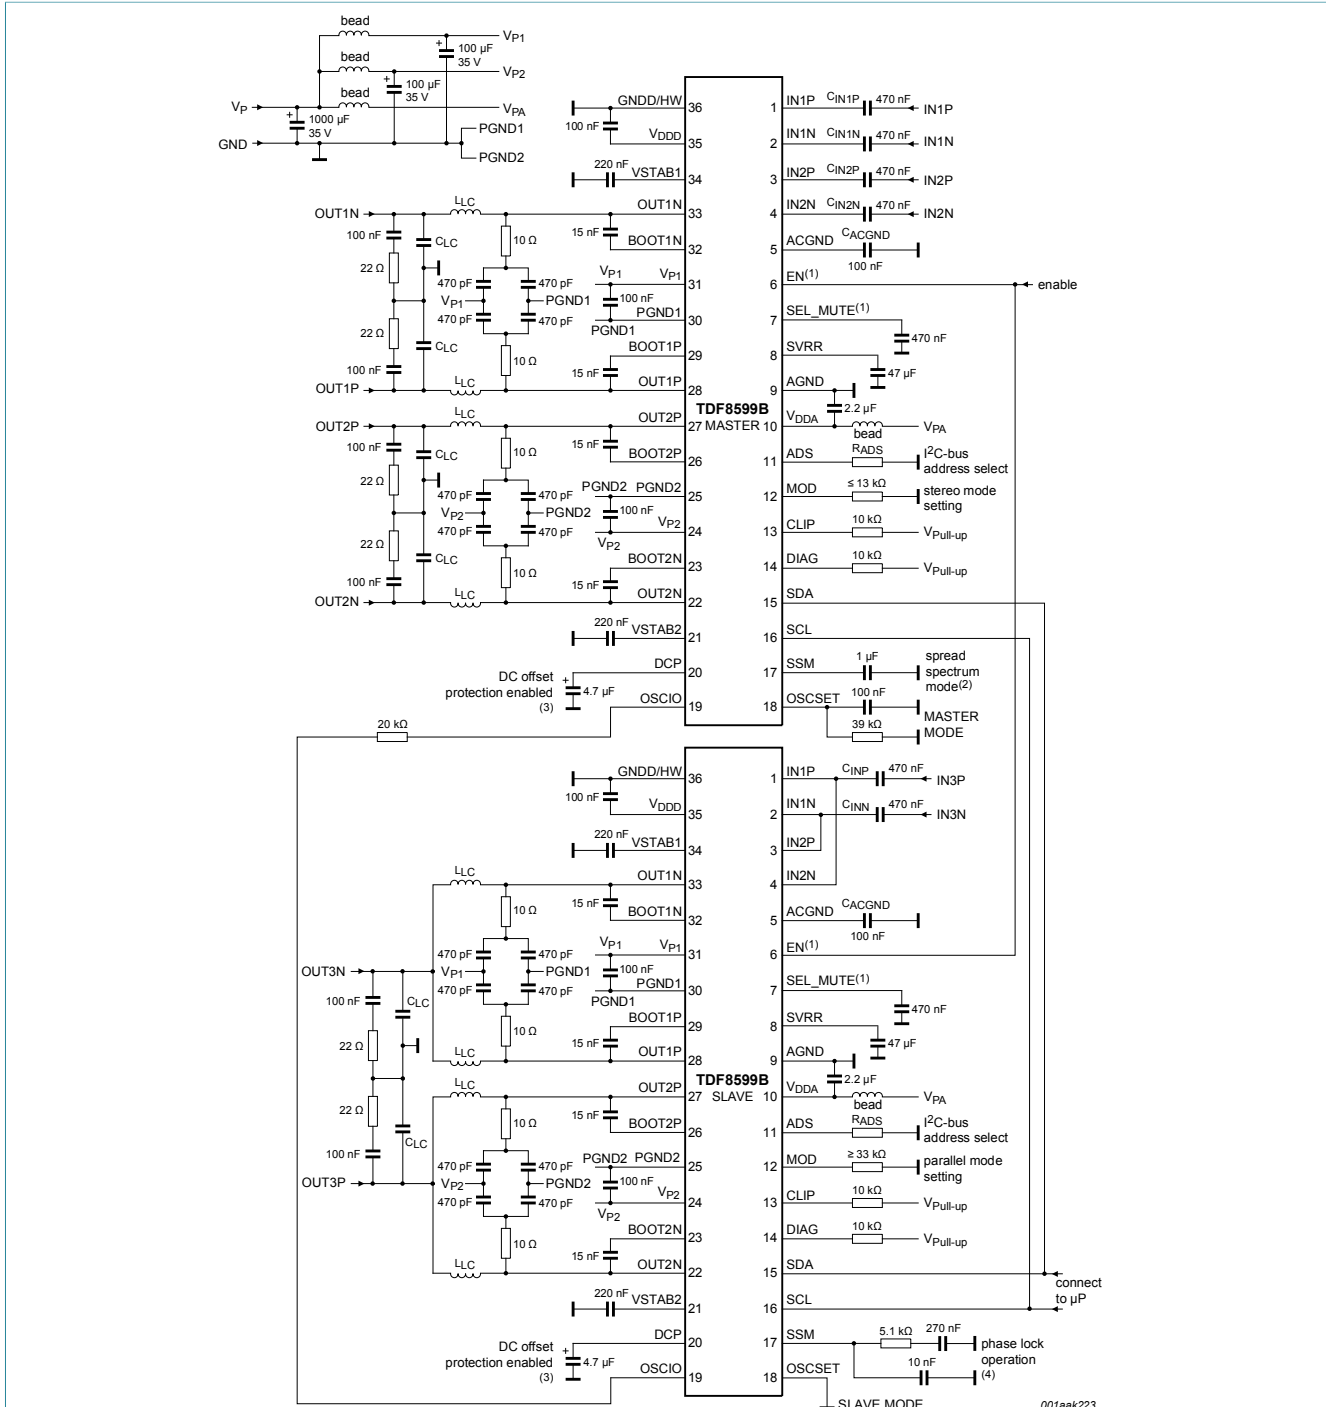 bead
VP1
+ 100 µF
35 V
bead
VP2
+ 100 µF
35 V
VP
bead
VPA
+ 1000 µF
35 V
PGND1
GND
PGND2
GNDD/HW 36
100 nF
VDDD 35
220 nF
VSTAB1 34
OUT1N
LLC
OUT1N 33
100 nF
CLC
10 Ω
15 nF
BOOT1N 32
22 Ω
470 pF
470 pF
VP1
VP1 31
VP1
PGND1
100 nF
470 pF
470 pF
PGND1 30
PGND1
22 Ω
CLC
10 Ω
BOOT1P 29
100 nF
15 nF
OUT1P
LLC
OUT1P 28
TDF8599B
MASTER
OUT2P
LLC
OUT2P 27
100 nF
CLC
10 Ω
15 nF
BOOT2P 26
22 Ω
470 pF
470 pF
PGND2
PGND2 25
VP2
PGND2
100 nF
470 pF
470 pF
VP2 24
VP2
22 Ω
CLC
10 Ω
BOOT2N 23
100 nF
15 nF
OUT2N
LLC
OUT2N 22
220 nF
VSTAB2 21
DCP 20
DC offset
protection enabled
(3)
+ 4.7 µF
OSCIO 19
20 kΩ
1 IN1P CIN1P 470 nF IN1P
2 IN1N CIN1N 470 nF IN1N
3 IN2P CIN2P 470 nF IN2P
4 IN2N CIN2N 470 nF IN2N
5 ACGND CACGND
100 nF
6 EN(1)
enable
7 SEL_MUTE(1)
470 nF
8 SVRR
47 µF
9 AGND
2.2 µF
10 VDDA
bead
VPA
11 ADS RADS I2C-bus
address select
12 MOD ≤ 13 kΩ stereo mode
setting
13 CLIP 10 kΩ VPull-up
14 DIAG 10 kΩ VPull-up
15 SDA
16 SCL
17 SSM 1 µF spread
spectrum
mode(2)
18 OSCSET 100 nF
39 kΩ
MASTER
MODE
GNDD/HW 36
100 nF
VDDD 35
220 nF
VSTAB1 34
LLC
OUT1N 33
10 Ω
15 nF
BOOT1N 32
470 pF
470 pF
VP1
VP1 31
OUT3N
VP1
PGND1
100 nF
100 nF
CLC
470 pF
470 pF
PGND1 30
PGND1
22 Ω
10 Ω
BOOT1P 29
15 nF
LLC
OUT1P 28
TDF8599B
SLAVE
LLC
OUT2P 27
22 Ω
10 Ω
15 nF
BOOT2P 26
CLC
100 nF
470 pF
470 pF
PGND2
PGND2 25
OUT3P
VP2
PGND2
100 nF
470 pF
470 pF
VP2 24
VP2
10 Ω
BOOT2N 23
15 nF
LLC
OUT2N 22
220 nF
VSTAB2 21
DCP 20
DC offset
protection enabled
(3)
+ 4.7 µF
OSCIO 19
1 IN1P CINP 470 nF IN3P
2 IN1N CINN 470 nF IN3N
3 IN2P
4 IN2N
5 ACGND CACGND
100 nF
6 EN(1)
7 SEL_MUTE(1)
470 nF
8 SVRR
47 µF
9 AGND
2.2 µF
10 VDDA
bead
VPA
11 ADS RADS I2C-bus
address select
12 MOD ≥ 33 kΩ parallel mode
setting
13 CLIP 10 kΩ VPull-up
14 DIAG 10 kΩ VPull-up
15 SDA
connect
to µP
16 SCL
17 SSM 5.1 kΩ 270 nF phase lock
operation
(4)
10 nF
18 OSCSET
SLAVE MODE
001aak223